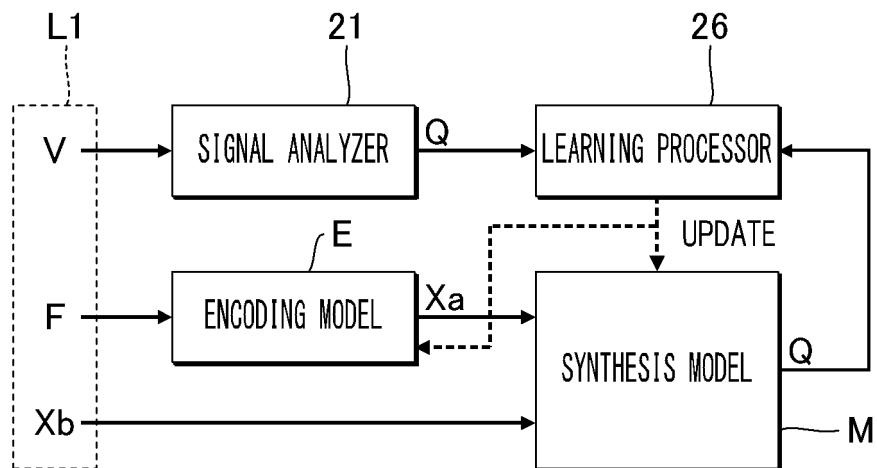 L1 21 26
V SIGNAL ANALYZER Q LEARNING PROCESSOR
E UPDATE
F ENCODING MODEL Xa
SYNTHESIS MODEL Q
Xb M